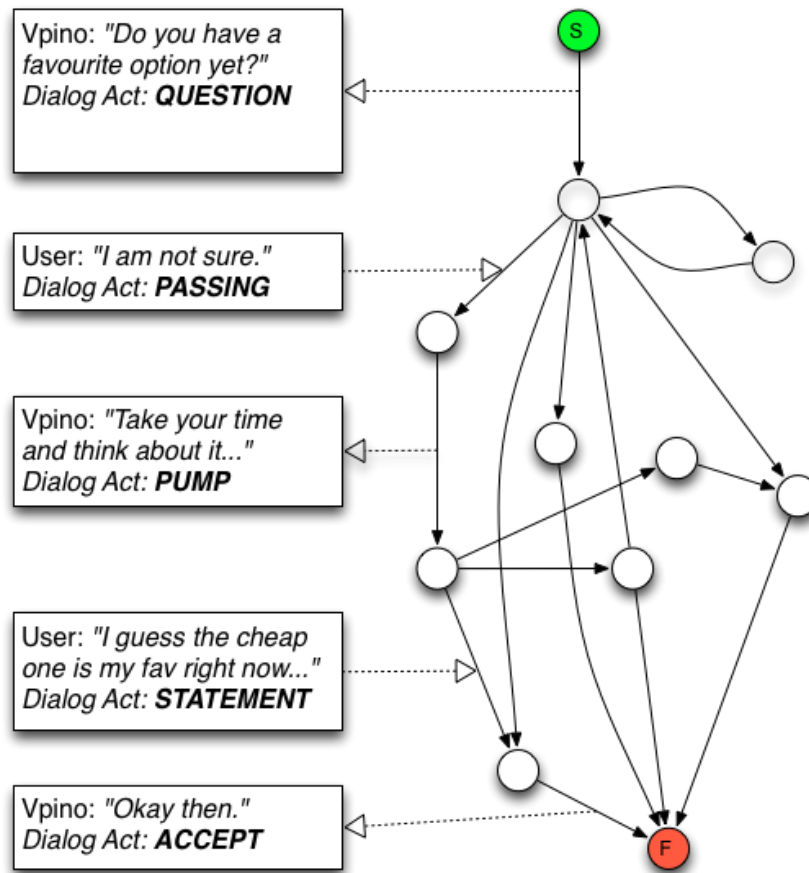 Vpino: "Do you have a
favourite option yet?"
Dialog Act: QUESTION
S
User: "I am not sure."
Dialog Act: PASSING
Vpino: "Take your time
and think about it..."
Dialog Act: PUMP
User: "I guess the cheap
one is my fav right now..."
Dialog Act: STATEMENT
Vpino: "Okay then."
Dialog Act: ACCEPT
F